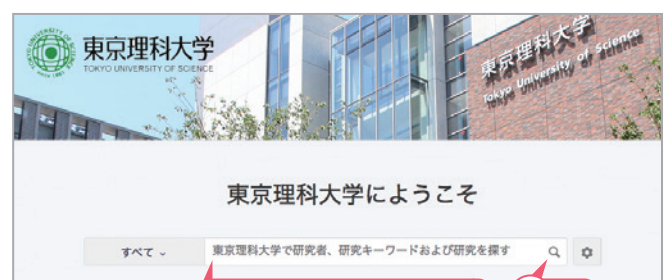 東京理科大学
TOKYO UNIVERSITY OF SCIENCE
since 1881
東京理科大学
Tokyo University of Science
東京理科大学にようこそ
すべて
東京理科大学で研究者、研究キーワードおよび研究を探す